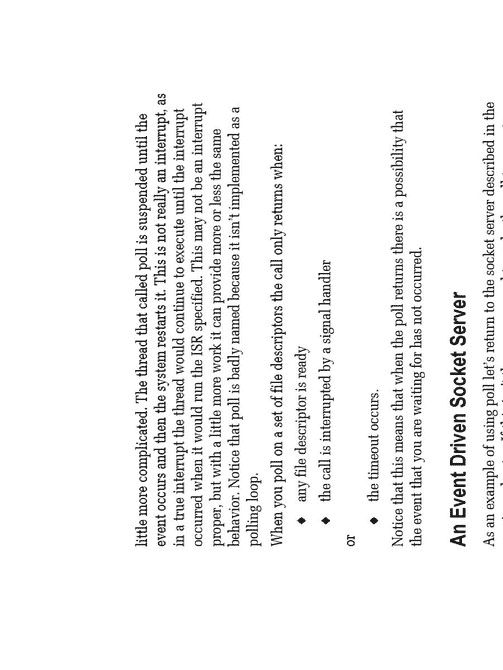 little more complicated. The thread that called poll is suspended until the
event occurs and then the system restarts it. This is not really an interrupt, as
in a true interrupt the thread would continue to execute until the interrupt
occurred when it would run the ISR specified. This may not be an interrupt
proper, but with a little more work it can provide more or less the same
behavior. Notice that poll is badly named because it isn't implemented as a
polling loop.
When you poll on a set of file descriptors the call only returns when:
◆ any file descriptor is ready
◆ the call is interrupted by a signal handler
or
◆ the timeout occurs.
Notice that this means that when the poll returns there is a possibility that
the event that you are waiting for has not occurred.
An Event Driven Socket Server
As an example of using poll let's return to the socket server described in the